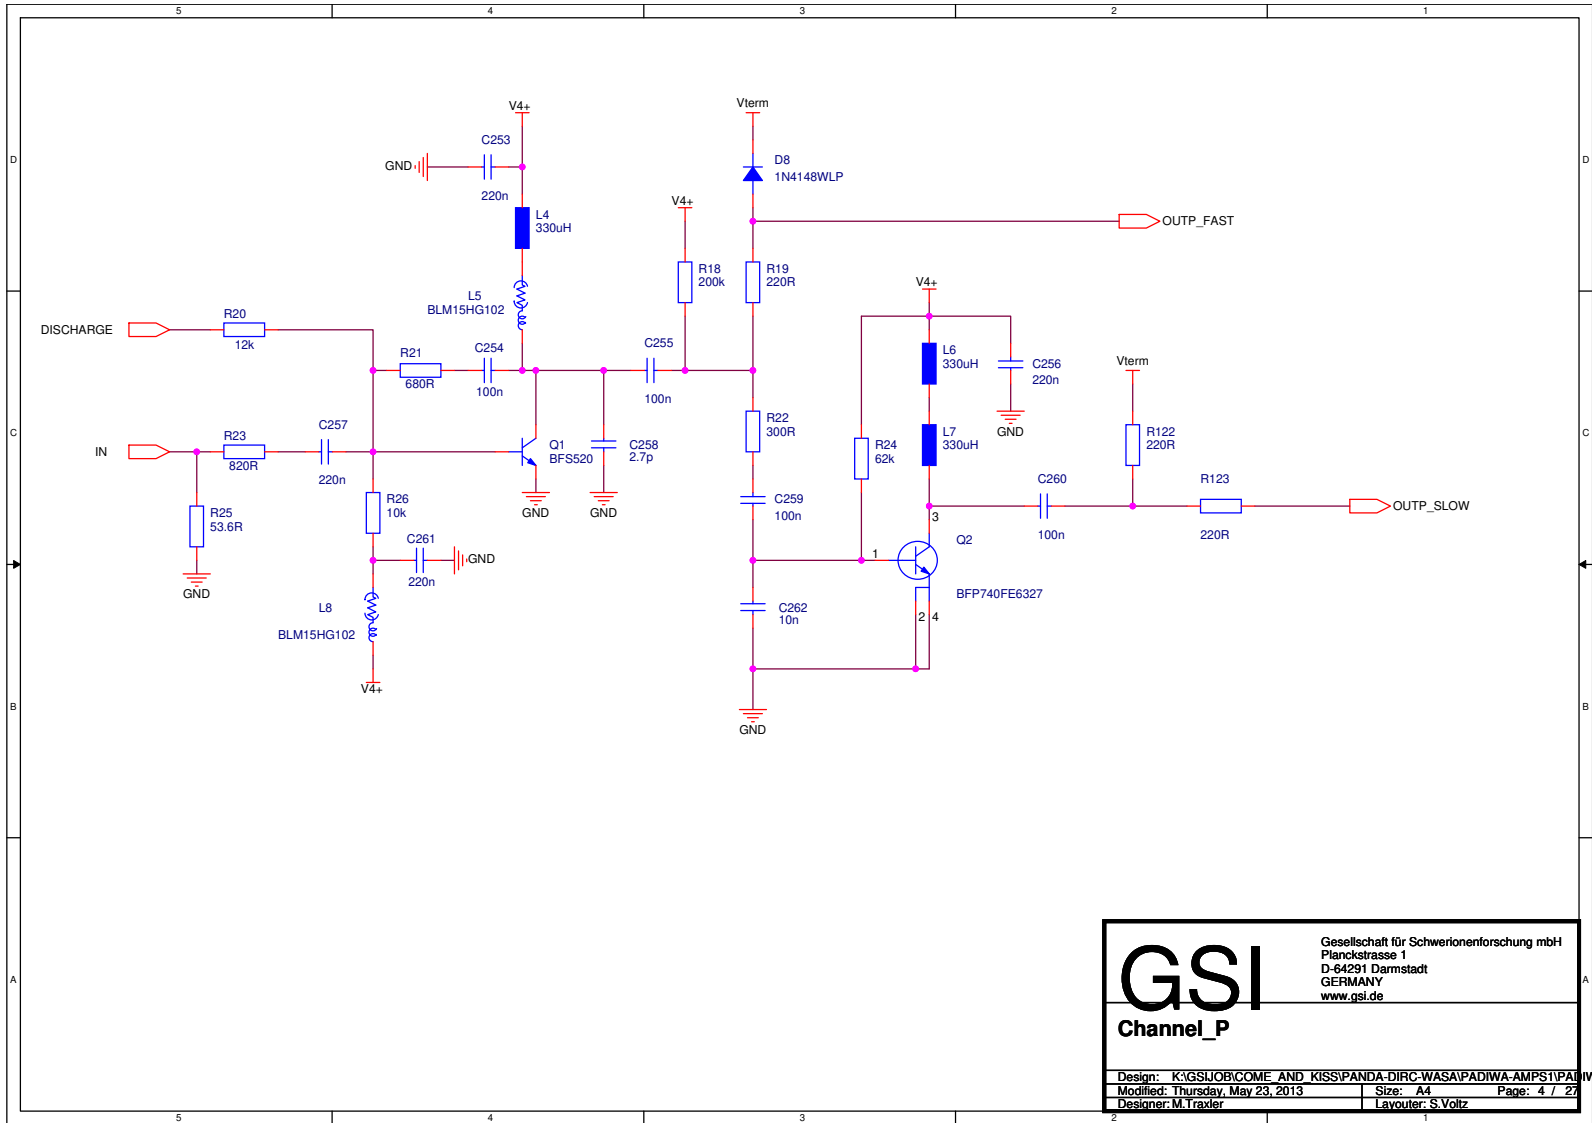 5 4 3 2 1
D D
C C
B B
A A
V4+
C253
GND
220n
L4
330uH
L5
BLM15HG102
Vterm
D8
1N4148WLP
OUTP_FAST
V4+
R18
200k
R19
220R
DISCHARGE
R20
12k
R21
680R
C254
100n
C255
100n
V4+
L6
330uH
C256
220n
GND
Vterm
IN
R23
820R
C257
220n
Q1
BFS520
C258
2.7p
GND
GND
R22
300R
R24
62k
L7
330uH
R122
220R
R25
53.6R
GND
R26
10k
C261
220n
GND
C259
100n
C260
100n
R123
220R
OUTP_SLOW
3
1
Q2
BFP740FE6327
2 4
L8
BLM15HG102
V4+
C262
10n
GND
GSI
Gesellschaft für Schwerionenforschung mbH
Planckstrasse 1
D-64291 Darmstadt
GERMANY
www.gsi.de
Channel_P
Design: K:\GSIJOB\COME_AND_KISS\PANDA-DIRC-WASA\PADIWA-AMPS1\PADIW
Modified: Thursday, May 23, 2013 Size: A4 Page: 4 / 27
Designer: M.Traxler Layouter: S.Voltz
5 4 3 2 1